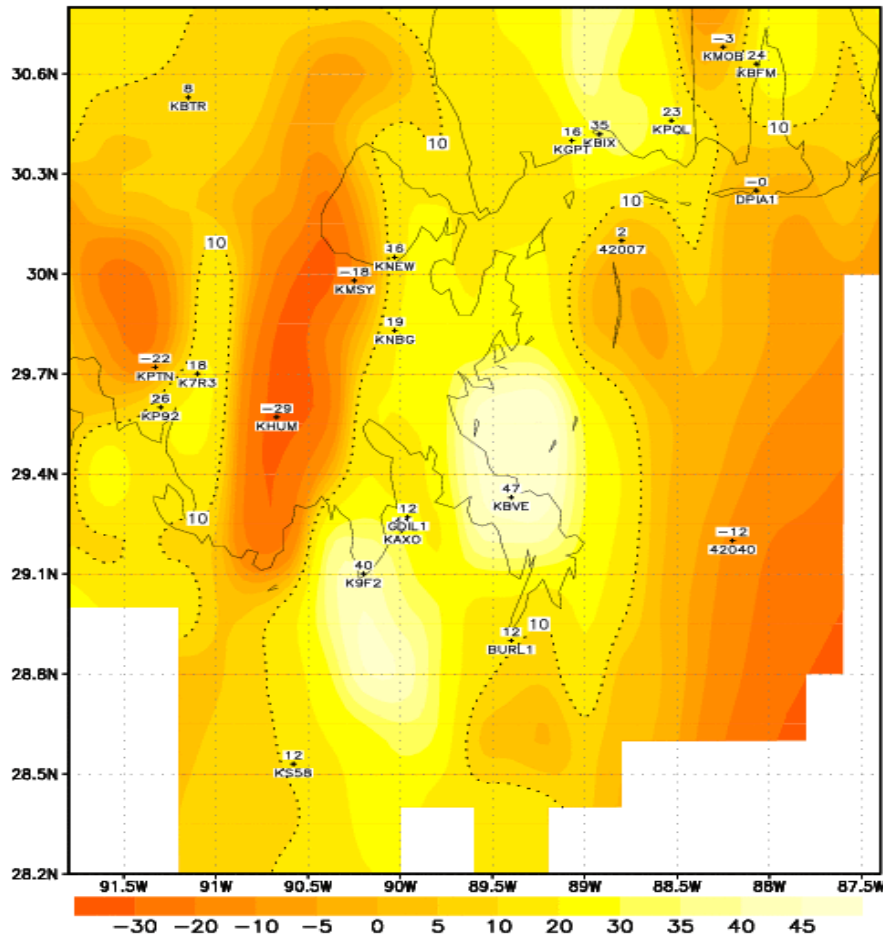 30.6N
30.3N
30N
29.7N
29.4N
29.1N
28.8N
28.5N
28.2N
−3
KMOB
24
KBFM
8
KBTR
23
KPQL
35
KBIX
16
KGPT
10
10
−0
DPIA1
10
2
42007
10
16
KNEW
−18
KMSY
19
KNBG
−22
KPTN
18
K7R3
26
KP92
−29
KHUM
47
KBVE
12
GDIL1
KAXO
10
−12
42040
40
K9F2
12
BURL1
10
12
KS58
91.5W 91W 90.5W 90W 89.5W 89W 88.5W 88W 87.5W
−30 −20 −10 −5 0 5 10 20 30 35 40 45